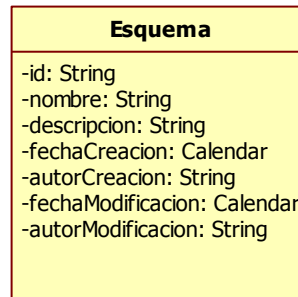 Esquema
-id: String
-nombre: String
-descripcion: String
-fechaCreacion: Calendar
-autorCreacion: String
-fechaModificacion: Calendar
-autorModificacion: String